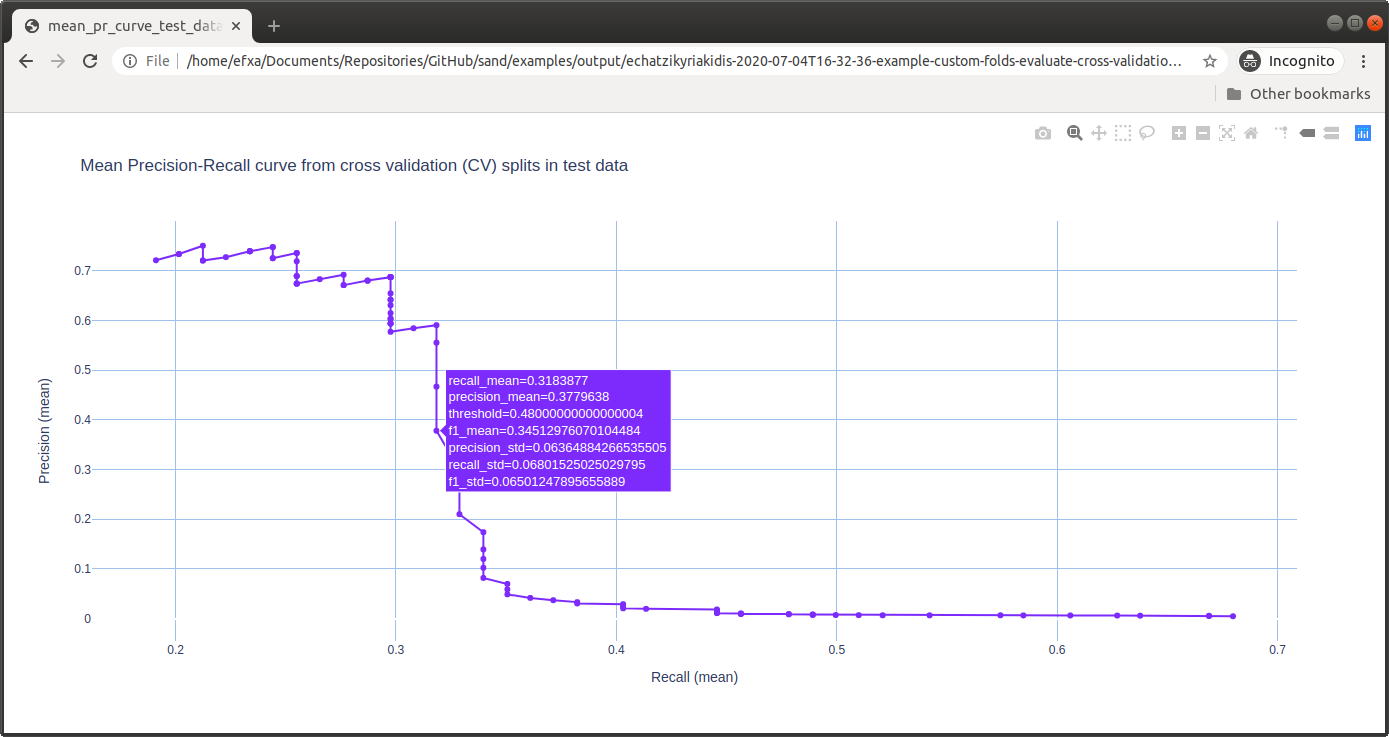 mean_pr_curve_test_data
File /home/efxa/Documents/Repositories/GitHub/sand/examples/output/echatzikyriakidis-2020-07-04T16-32-36-example-custom-folds-evaluate-cross-validatio… Incognito
Other bookmarks
Mean Precision-Recall curve from cross validation (CV) splits in test data
0.7
0.6
0.5
0.4
0.3
0.2
0.1
0
Precision (mean)
recall_mean=0.3183877
precision_mean=0.3779638
threshold=0.48000000000000004
f1_mean=0.34512976070104484
precision_std=0.06364884266535505
recall_std=0.06801525025029795
f1_std=0.06501247895655889
0.2 0.3 0.4 0.5 0.6 0.7
Recall (mean)